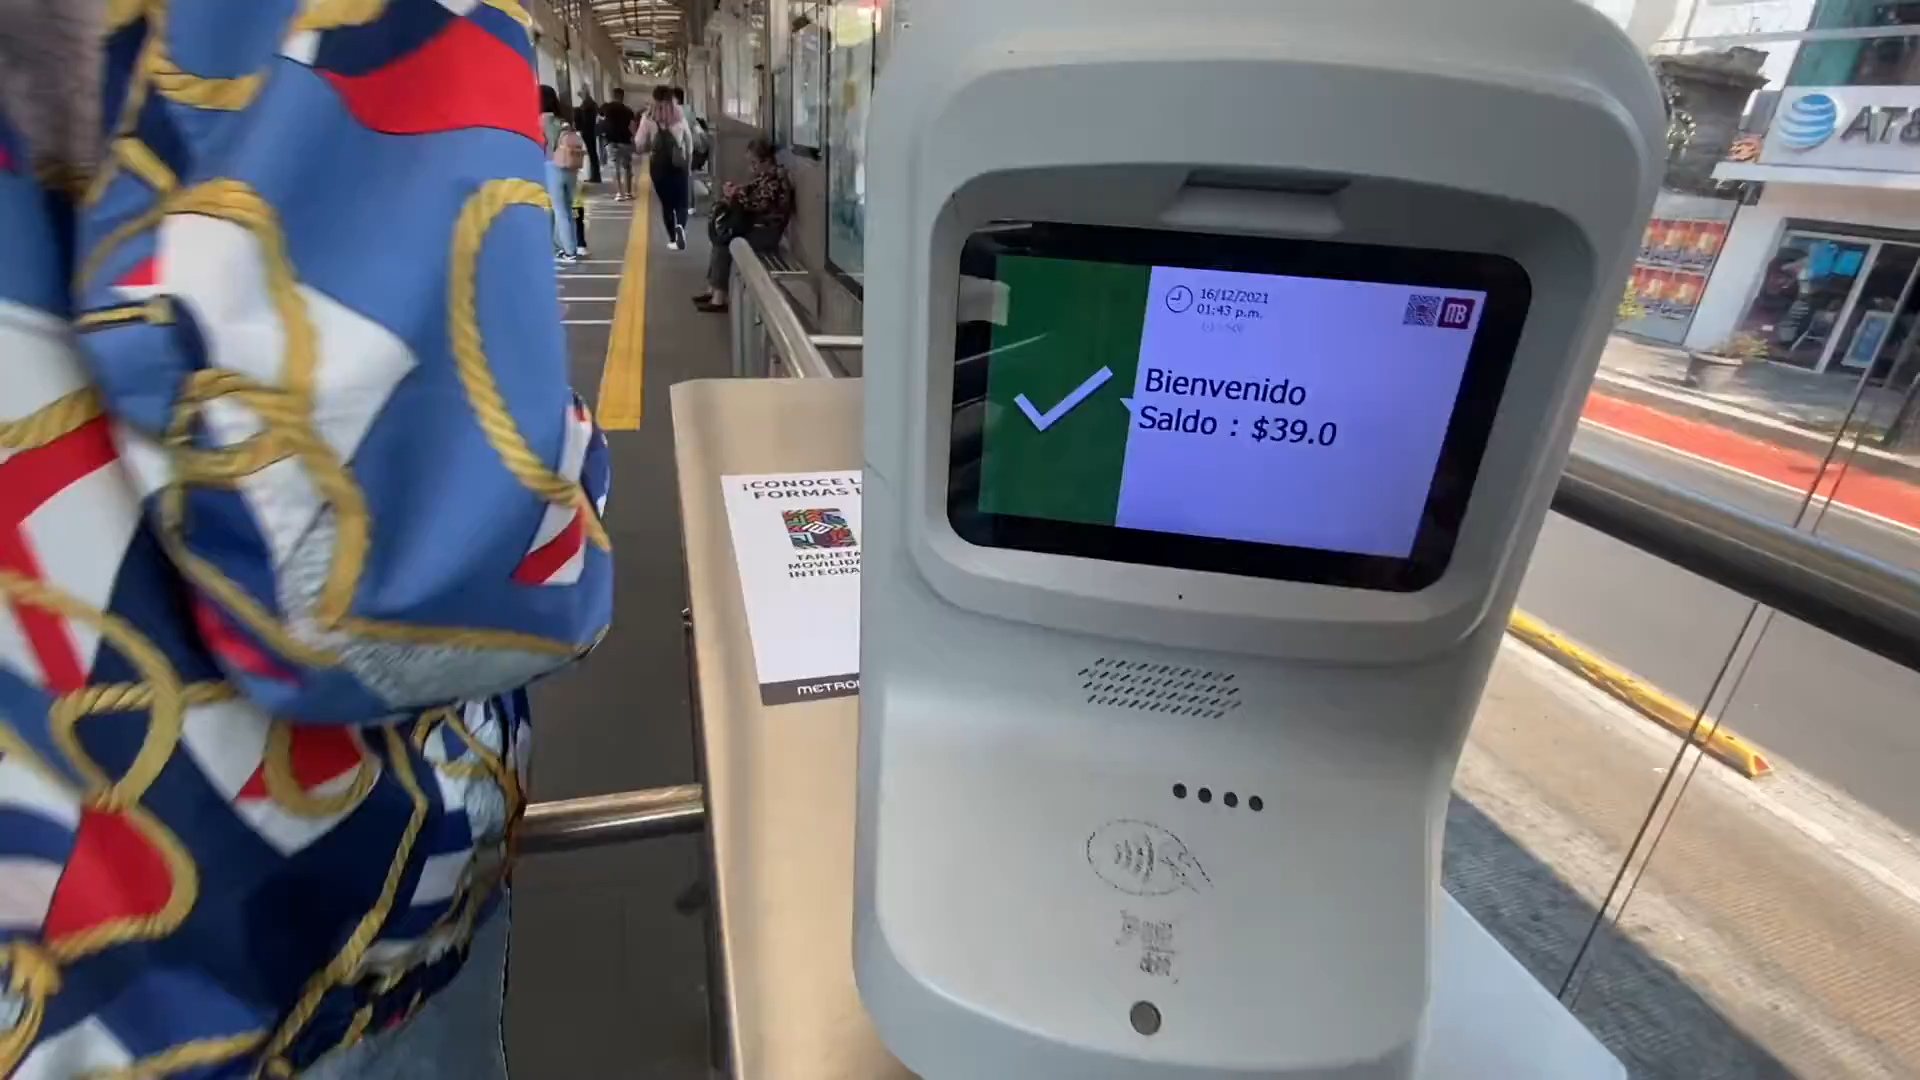 16/12/2021
01:43 p.m.
MB
Bienvenido
Saldo : $39.0
¡CONOCE L
FORMAS
TARJETA
MOVILIDA
INTEGRA
METRO
AT&